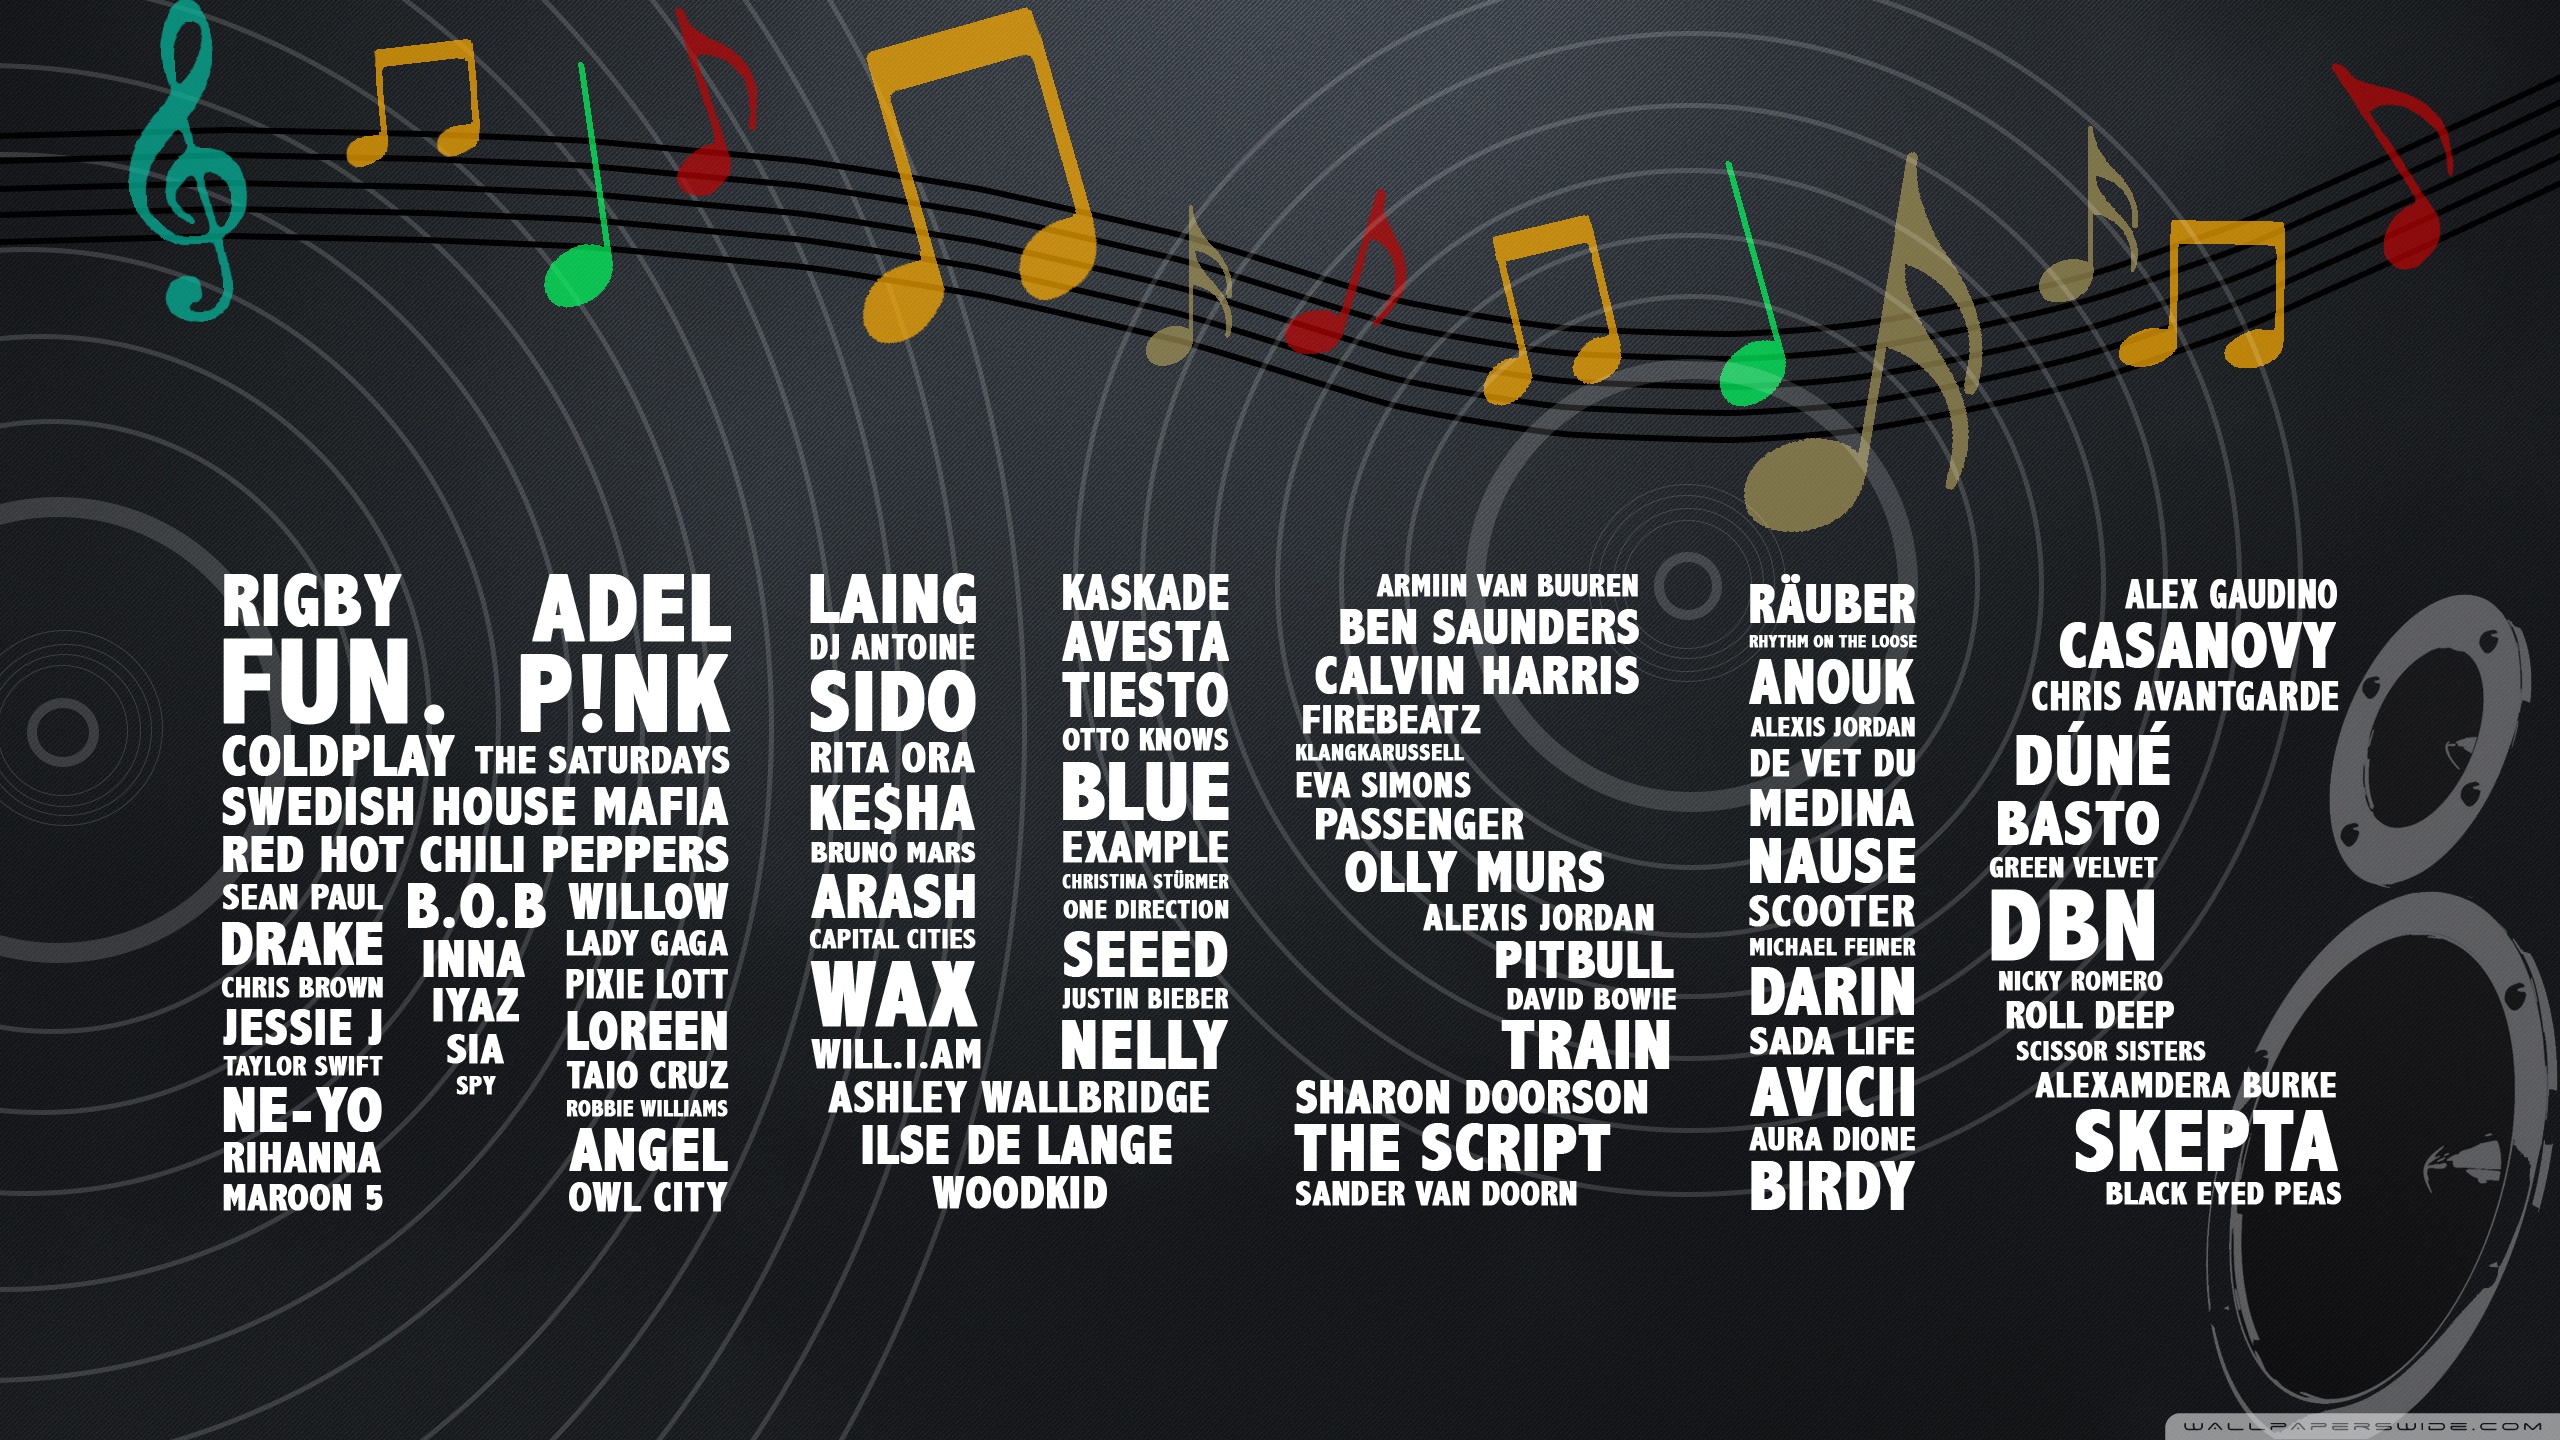 RIGBY
FUN.
ADEL
P!NK
COLDPLAY THE SATURDAYS
SWEDISH HOUSE MAFIA
RED HOT CHILI PEPPERS
SEAN PAUL
DRAKE
CHRIS BROWN
JESSIE J
TAYLOR SWIFT
NE-YO
RIHANNA
MAROON 5
B.O.B
INNA
IYAZ
SIA
SPY
WILLOW
LADY GAGA
PIXIE LOTT
LOREEN
TAIO CRUZ
ROBBIE WILLIAMS
ANGEL
OWL CITY
LAING
DJ ANTOINE
SIDO
RITA ORA
KE$HA
BRUNO MARS
ARASH
CAPITAL CITIES
WAX
WILL.I.AM
KASKADE
AVESTA
TIESTO
OTTO KNOWS
BLUE
EXAMPLE
CHRISTINA STÜRMER
ONE DIRECTION
SEEED
JUSTIN BIEBER
NELLY
ASHLEY WALLBRIDGE
ILSE DE LANGE
WOODKID
ARMIIN VAN BUUREN
BEN SAUNDERS
CALVIN HARRIS
FIREBEATZ
KLANGKARUSSELL
EVA SIMONS
PASSENGER
OLLY MURS
ALEXIS JORDAN
PITBULL
DAVID BOWIE
TRAIN
SHARON DOORSON
THE SCRIPT
SANDER VAN DOORN
RÄUBER
RHYTHM ON THE LOOSE
ANOUK
ALEXIS JORDAN
DE VET DU
MEDINA
NAUSE
SCOOTER
MICHAEL FEINER
DARIN
SADA LIFE
AVICII
AURA DIONE
BIRDY
ALEX GAUDINO
CASANOVY
CHRIS AVANTGARDE
DÚNÉ
BASTO
GREEN VELVET
DBN
NICKY ROMERO
ROLL DEEP
SCISSOR SISTERS
ALEXAMDERA BURKE
SKEPTA
BLACK EYED PEAS
WALLPAPERSWIDE.COM